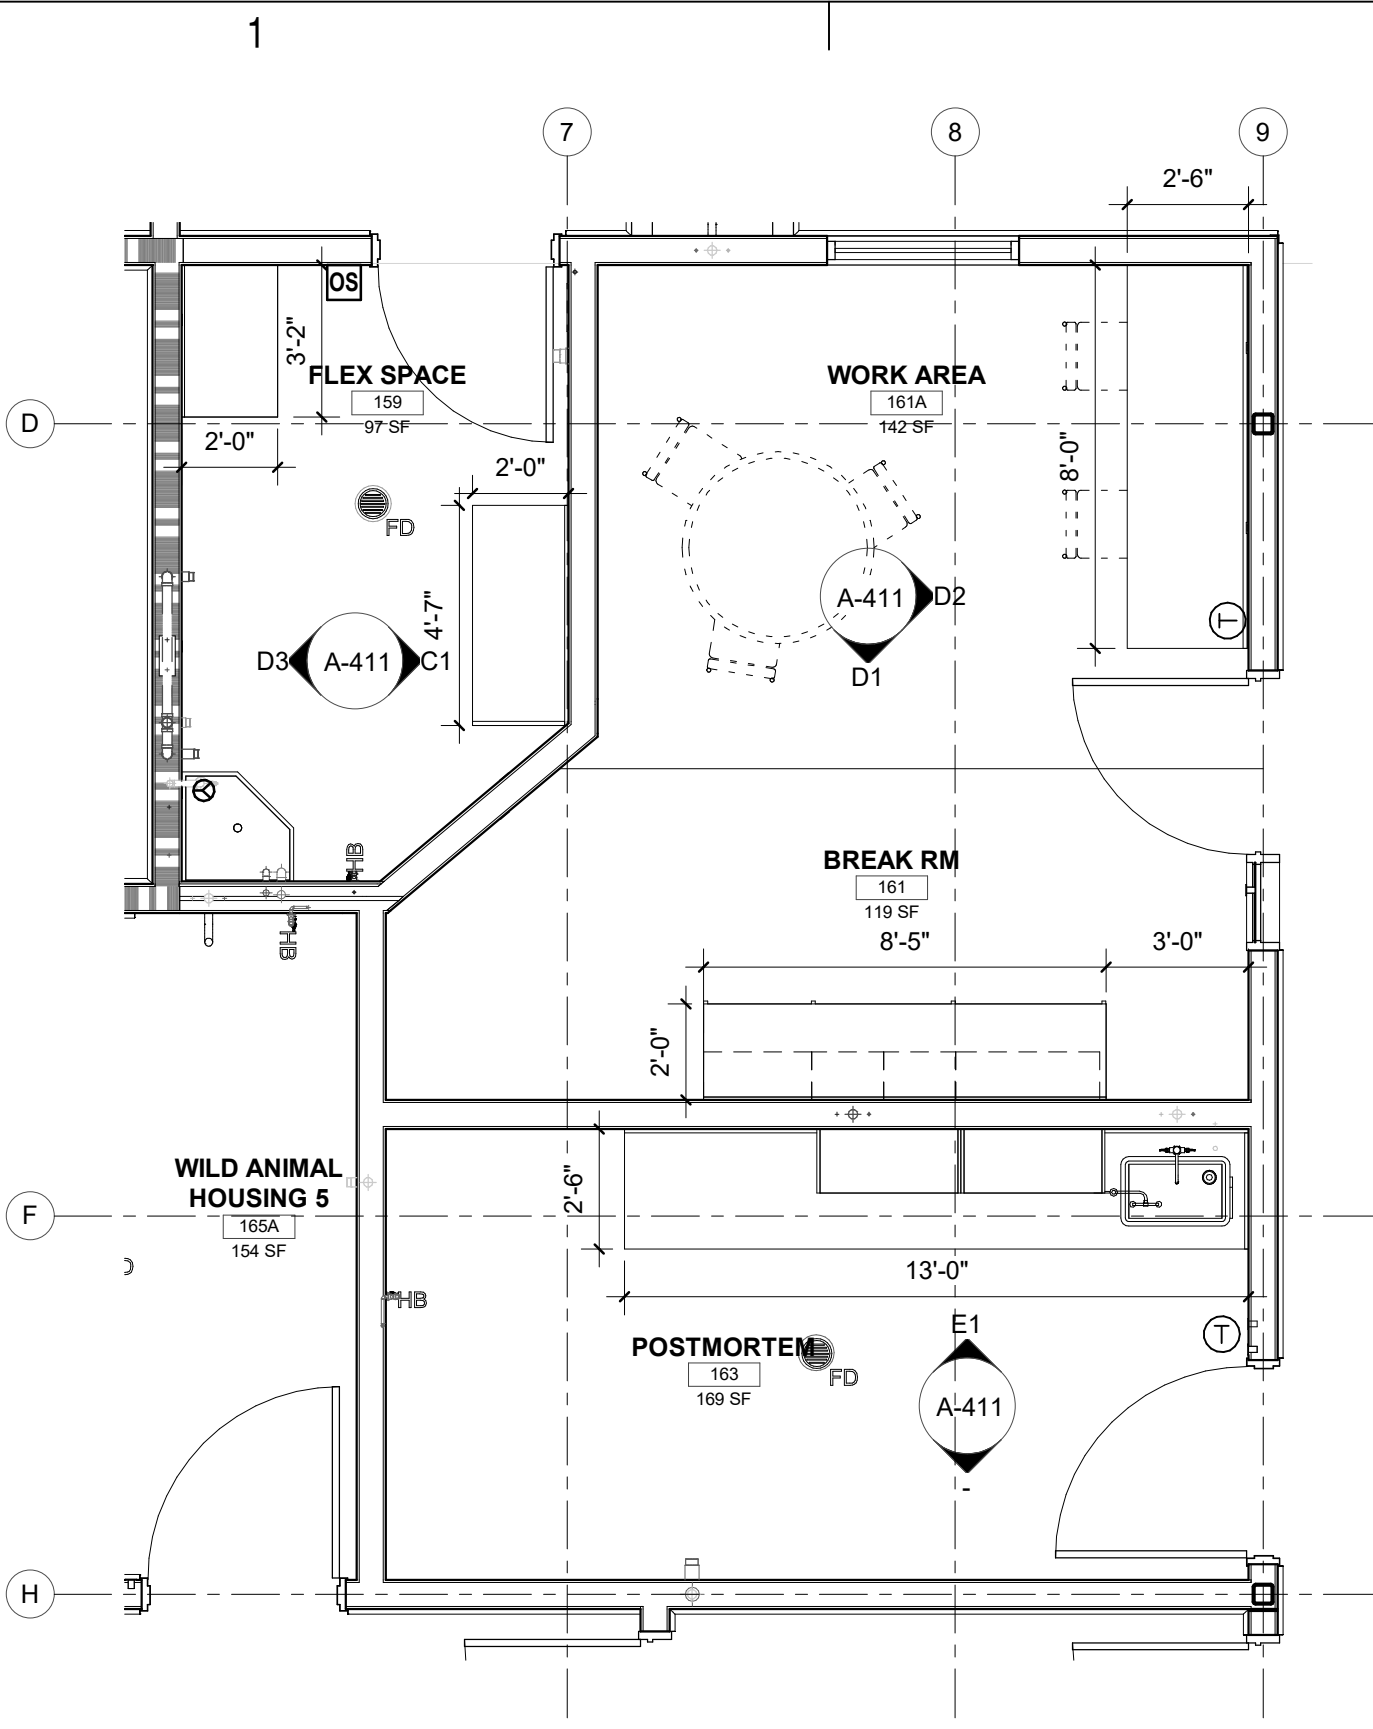 1
7
8
9
2'-6"
OS
3'-2"
FLEX SPACE
159
97 SF
WORK AREA
161A
142 SF
D
2'-0"
2'-0"
8'-0"
FD
4'-7"
A-411
D2
D1
D3
A-411
C1
T
HB
BREAK RM
161
119 SF
HB
8'-5"
3'-0"
2'-0"
WILD ANIMAL
HOUSING 5
165A
154 SF
2'-6"
F
13'-0"
HB
E1
T
POSTMORTEM
163
169 SF
FD
A-411
-
H